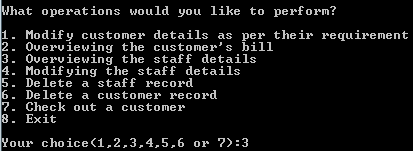 What operations would you like to perform?
1. Modify customer details as per their requirement
2. Overviewing the customer's bill
3. Overviewing the staff details
4. Modifying the staff details
5. Delete a staff record
6. Delete a customer record
7. Check out a customer
8. Exit
Your choice(1,2,3,4,5,6 or 7):3